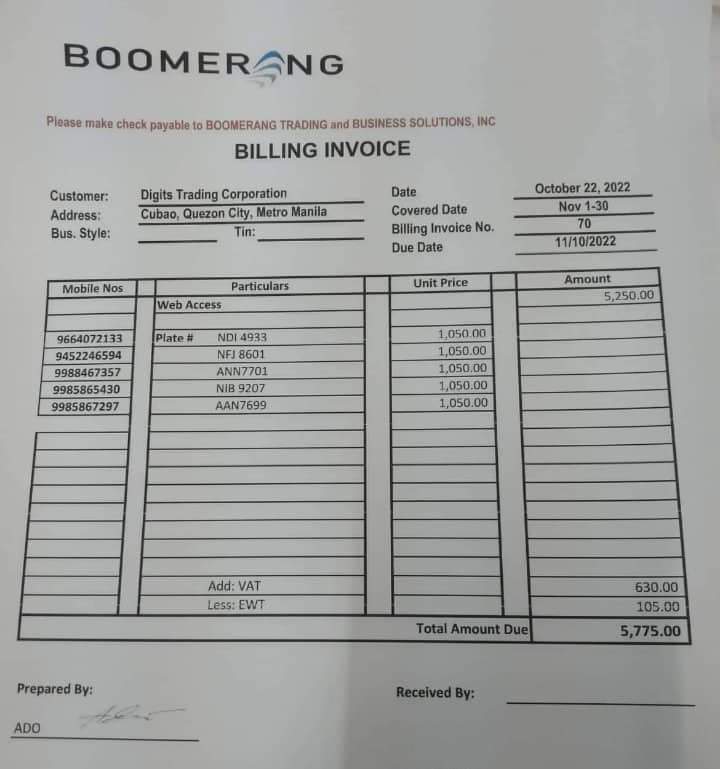 BOOMERANG
Please make check payable to BOOMERANG TRADING and BUSINESS SOLUTIONS, INC
BILLING INVOICE
Customer: Digits Trading Corporation Date October 22, 2022
Address: Cubao, Quezon City, Metro Manila Covered Date Nov 1-30
Bus. Style: Tin: Billing Invoice No. 70
Due Date 11/10/2022
Mobile Nos Particulars Unit Price Amount
Web Access 5,250.00
9664072133 Plate # NDI 4933 1,050.00
9452246594 NFJ 8601 1,050.00
9988467357 ANN7701 1,050.00
9985865430 NIB 9207 1,050.00
9985867297 AAN7699 1,050.00
Add: VAT 630.00
Less: EWT 105.00
Total Amount Due 5,775.00
Prepared By: Received By:
ADO